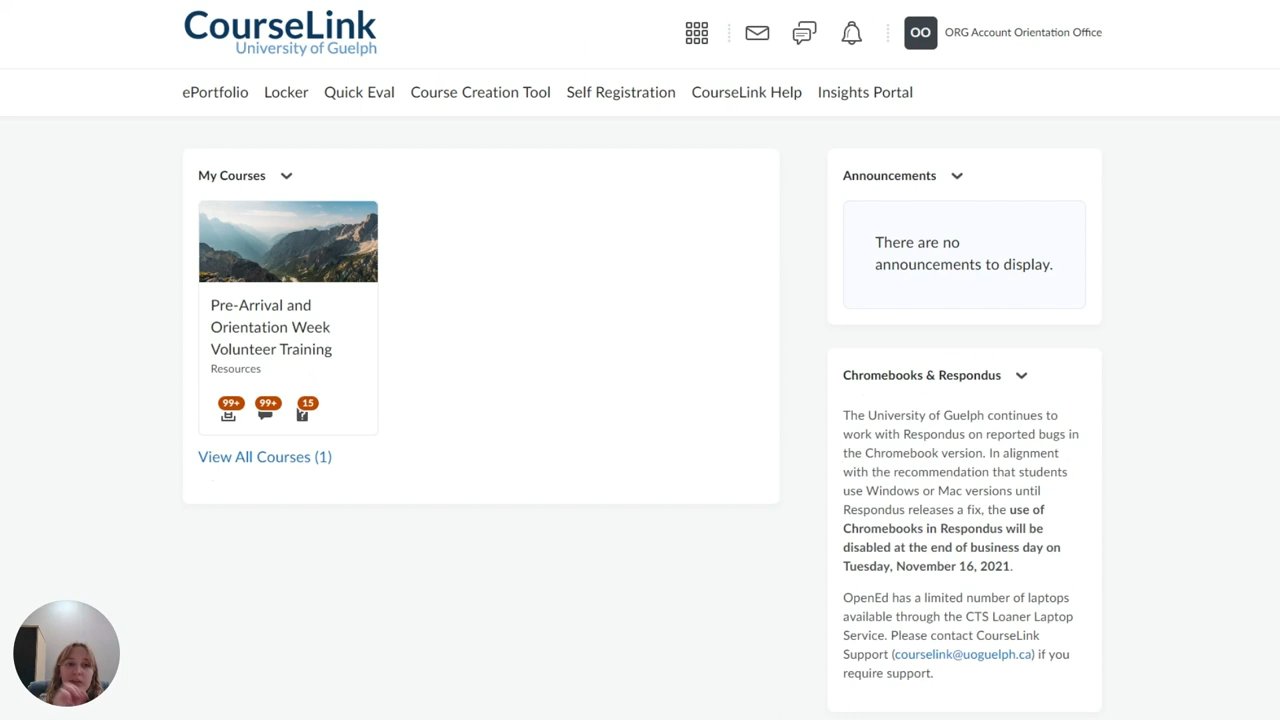 CourseLink
University of Guelph
OO
ORG Account Orientation Office
ePortfolio Locker Quick Eval Course Creation Tool Self Registration CourseLink Help Insights Portal
My Courses
Pre-Arrival and
Orientation Week
Volunteer Training
Resources
99+ 99+ 15
View All Courses (1)
Announcements
There are no
announcements to display.
Chromebooks & Respondus
The University of Guelph continues to
work with Respondus on reported bugs in
the Chromebook version. In alignment
with the recommendation that students
use Windows or Mac versions until
Respondus releases a fix, the use of
Chromebooks in Respondus will be
disabled at the end of business day on
Tuesday, November 16, 2021.
OpenEd has a limited number of laptops
available through the CTS Loaner Laptop
Service. Please contact CourseLink
Support (courselink@uoguelph.ca) if you
require support.